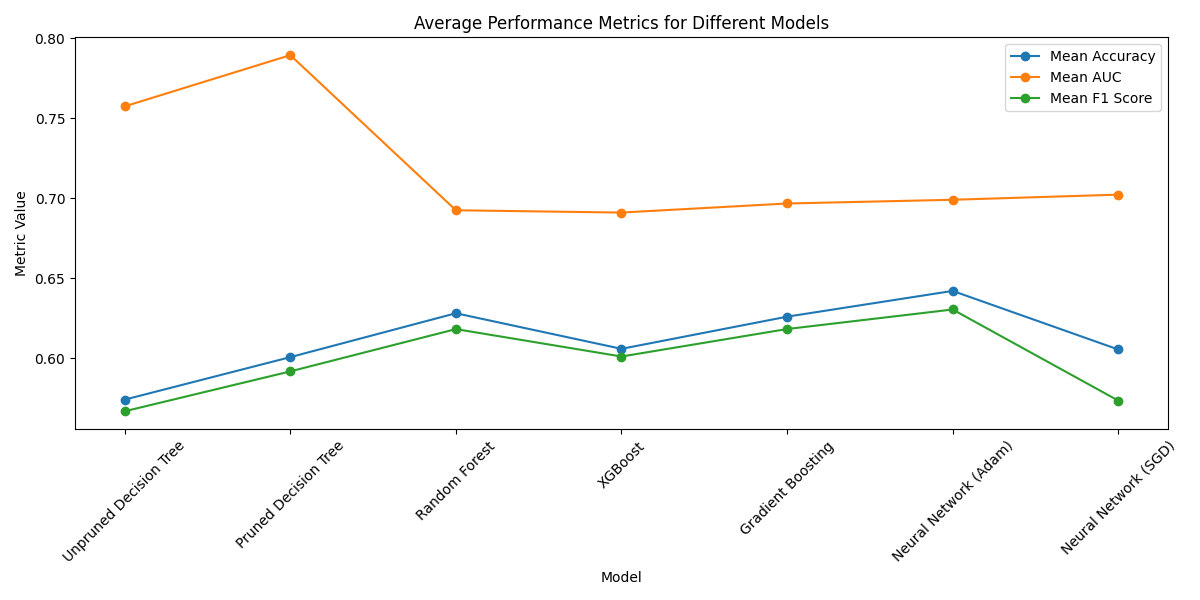 Average Performance Metrics for Different Models
0.80
0.75
0.70
0.65
0.60
Metric Value
Mean Accuracy
Mean AUC
Mean F1 Score
Unpruned Decision Tree
Pruned Decision Tree
Random Forest
XGBoost
Gradient Boosting
Neural Network (Adam)
Neural Network (SGD)
Model